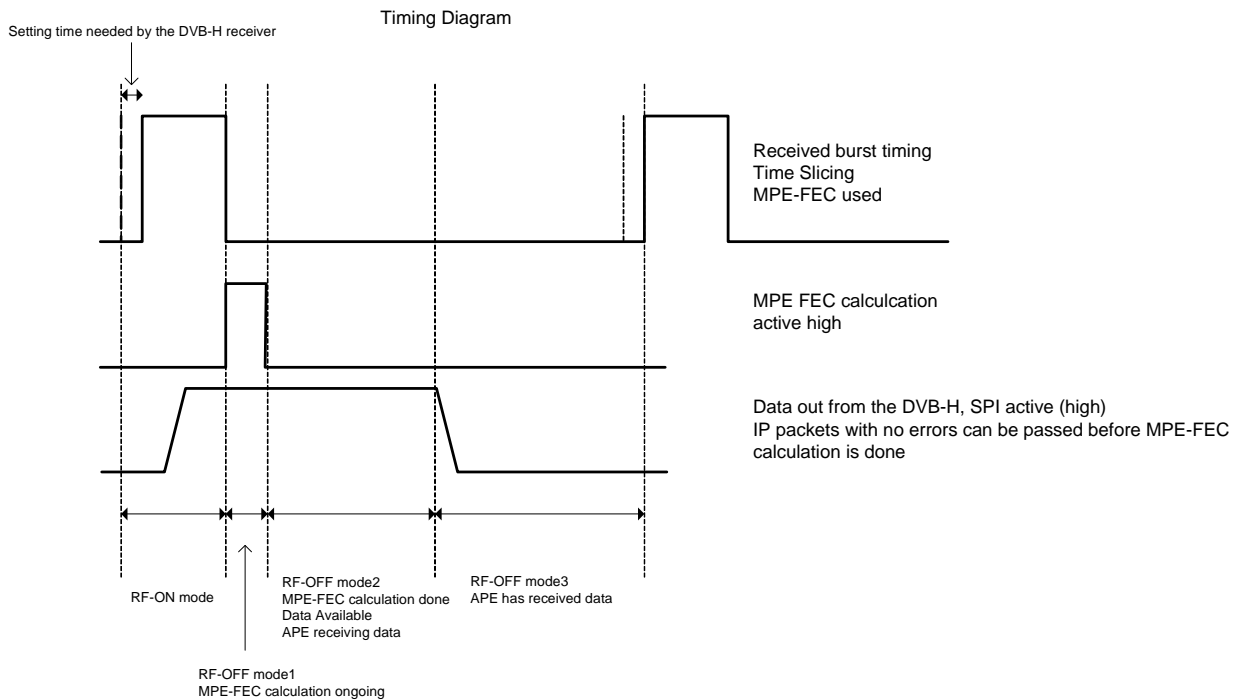 Timing Diagram
Setting time needed by the DVB-H receiver
Received burst timing
Time Slicing
MPE-FEC used
MPE FEC calculcation
active high
Data out from the DVB-H, SPI active (high)
IP packets with no errors can be passed before MPE-FEC
calculation is done
RF-ON mode
RF-OFF mode2
MPE-FEC calculation done
Data Available
APE receiving data
RF-OFF mode3
APE has received data
RF-OFF mode1
MPE-FEC calculation ongoing